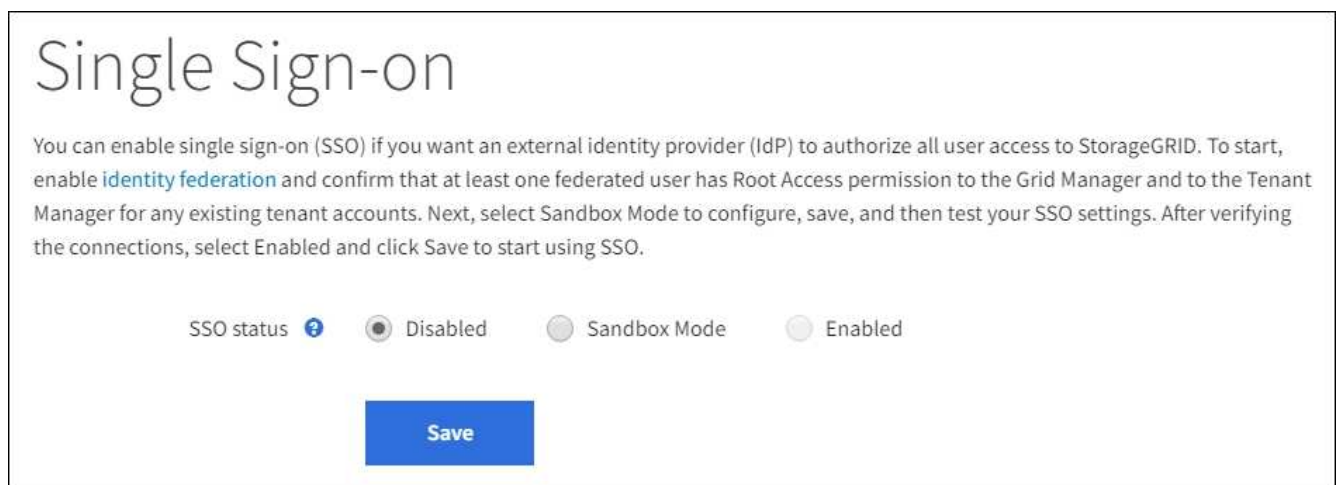 Single Sign-on
You can enable single sign-on (SSO) if you want an external identity provider (IdP) to authorize all user access to StorageGRID. To start,
enable identity federation and confirm that at least one federated user has Root Access permission to the Grid Manager and to the Tenant
Manager for any existing tenant accounts. Next, select Sandbox Mode to configure, save, and then test your SSO settings. After verifying
the connections, select Enabled and click Save to start using SSO.
SSO status ? Disabled Sandbox Mode Enabled
Save